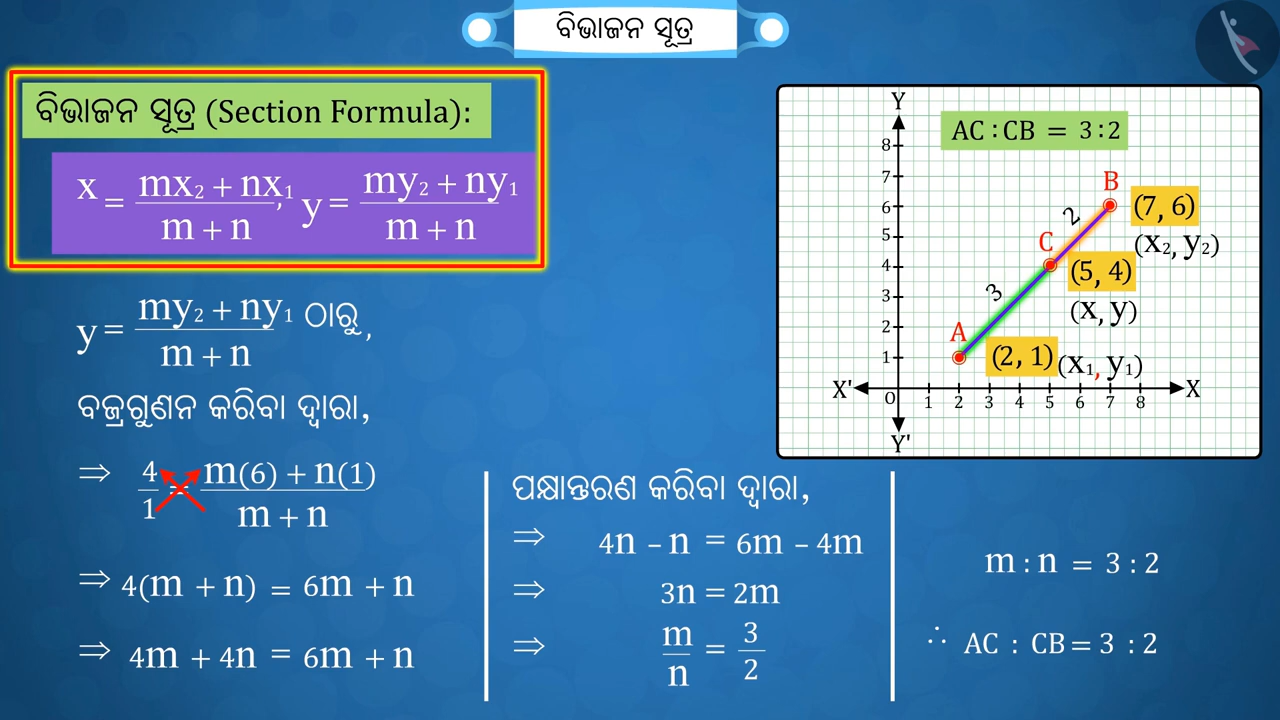 ବିଭାଜନ ସୂତ୍ର
ବିଭାଜନ ସୂତ୍ର (Section Formula):
x = (mx₂ + nx₁)/(m + n), y = (my₂ + ny₁)/(m + n)
y = (my₂ + ny₁)/(m + n) ଠାରୁ,
ବଜ୍ରଗୁଣନ କରିବା ଦ୍ୱାରା,
⇒ 4/1 = (m(6) + n(1))/(m + n)
⇒ 4(m + n) = 6m + n
⇒ 4m + 4n = 6m + n
ପକ୍ଷାନ୍ତରଣ କରିବା ଦ୍ୱାରା,
⇒ 4n – n = 6m – 4m
⇒ 3n = 2m
⇒ m/n = 3/2
m : n = 3 : 2
∴ AC : CB = 3 : 2
Y
AC : CB = 3 : 2
8
7
B
6
(7, 6)
2
5
C
(x₂, y₂)
4
(5, 4)
3
3
(x, y)
2
A
1
(2, 1) (x₁, y₁)
X' O 1 2 3 4 5 6 7 8 X
Y'